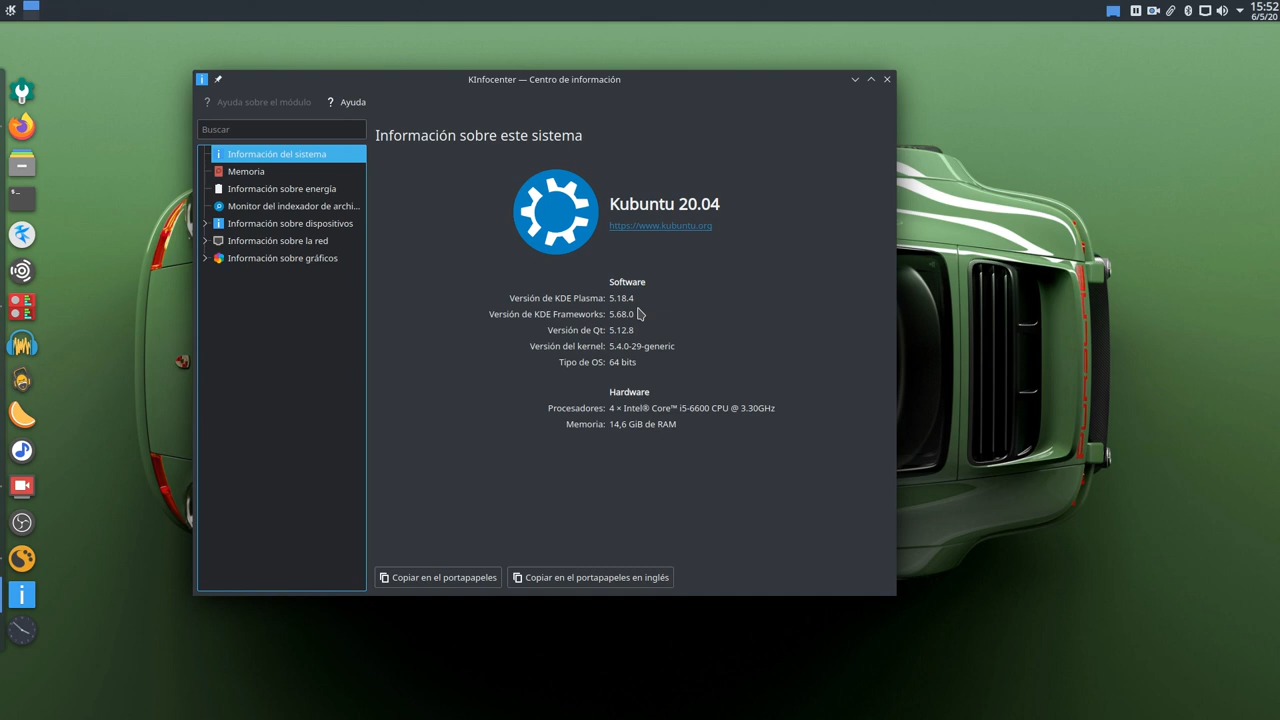 15:52
6/5/20
KInfocenter — Centro de información
? Ayuda sobre el módulo ? Ayuda
Buscar
Información del sistema
Memoria
Información sobre energía
Monitor del indexador de archi...
Información sobre dispositivos
Información sobre la red
Información sobre gráficos
Información sobre este sistema
Kubuntu 20.04
https://www.kubuntu.org
Software
Versión de KDE Plasma: 5.18.4
Versión de KDE Frameworks: 5.68.0
Versión de Qt: 5.12.8
Versión del kernel: 5.4.0-29-generic
Tipo de OS: 64 bits
Hardware
Procesadores: 4 × Intel® Core™ i5-6600 CPU @ 3.30GHz
Memoria: 14,6 GiB de RAM
Copiar en el portapapeles
Copiar en el portapapeles en inglés